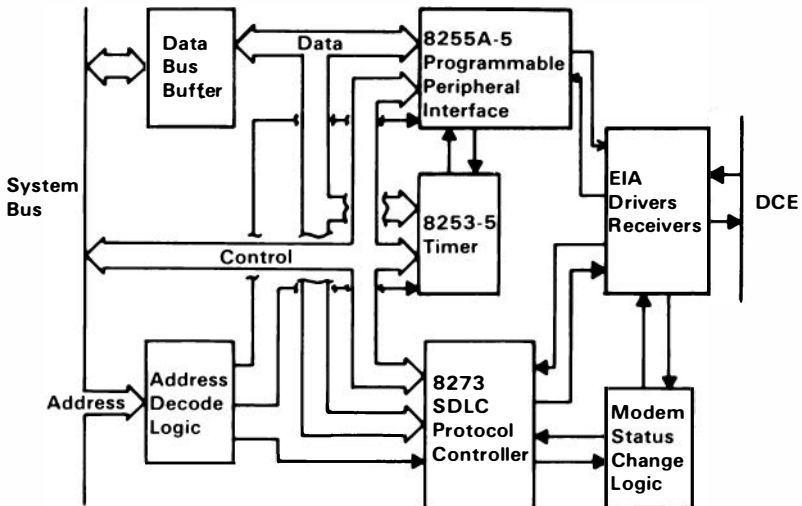 Data
Bus
Buffer
Data
8255A-5
Programmable
Peripheral
Interface
System
Bus
EIA
Drivers
Receivers
DCE
8253-5
Timer
Control
Address
Address
Decode
Logic
8273
SDLC
Protocol
Controller
Modem
Status
Change
Logic